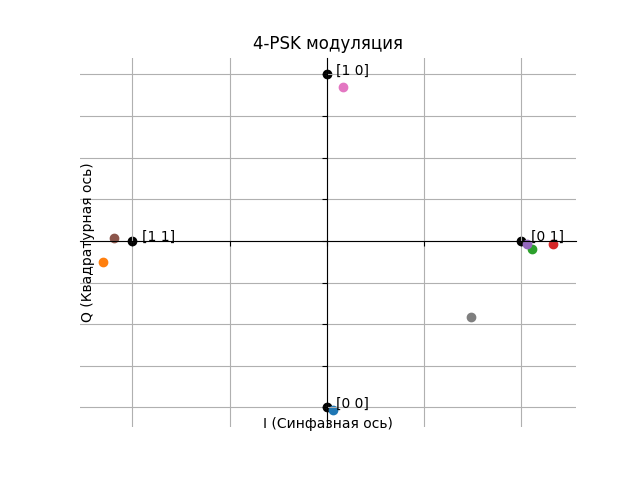 4-PSK модуляция
[1 0]
[1 1]
[0 1]
Q (Квадратурная ось)
[0 0]
I (Синфазная ось)